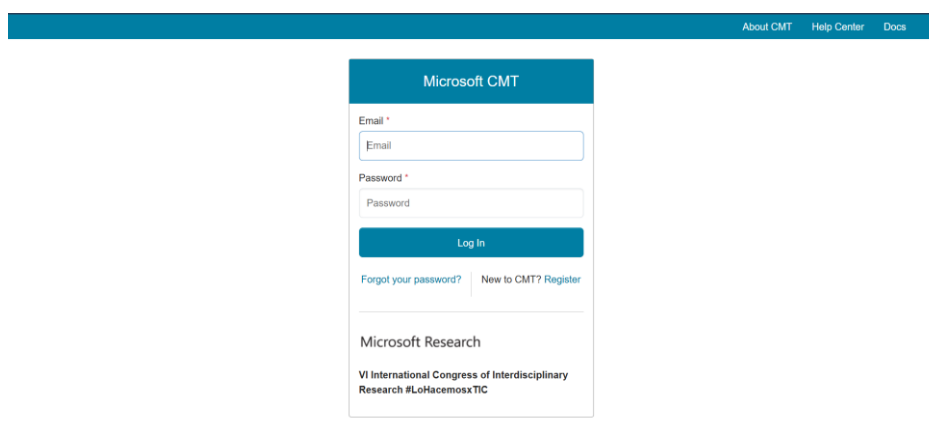 About CMT Help Center Docs
Microsoft CMT
Email *
Email
Password *
Password
Log In
Forgot your password? New to CMT? Register
Microsoft Research
VI International Congress of Interdisciplinary
Research #LoHacemosxTIC